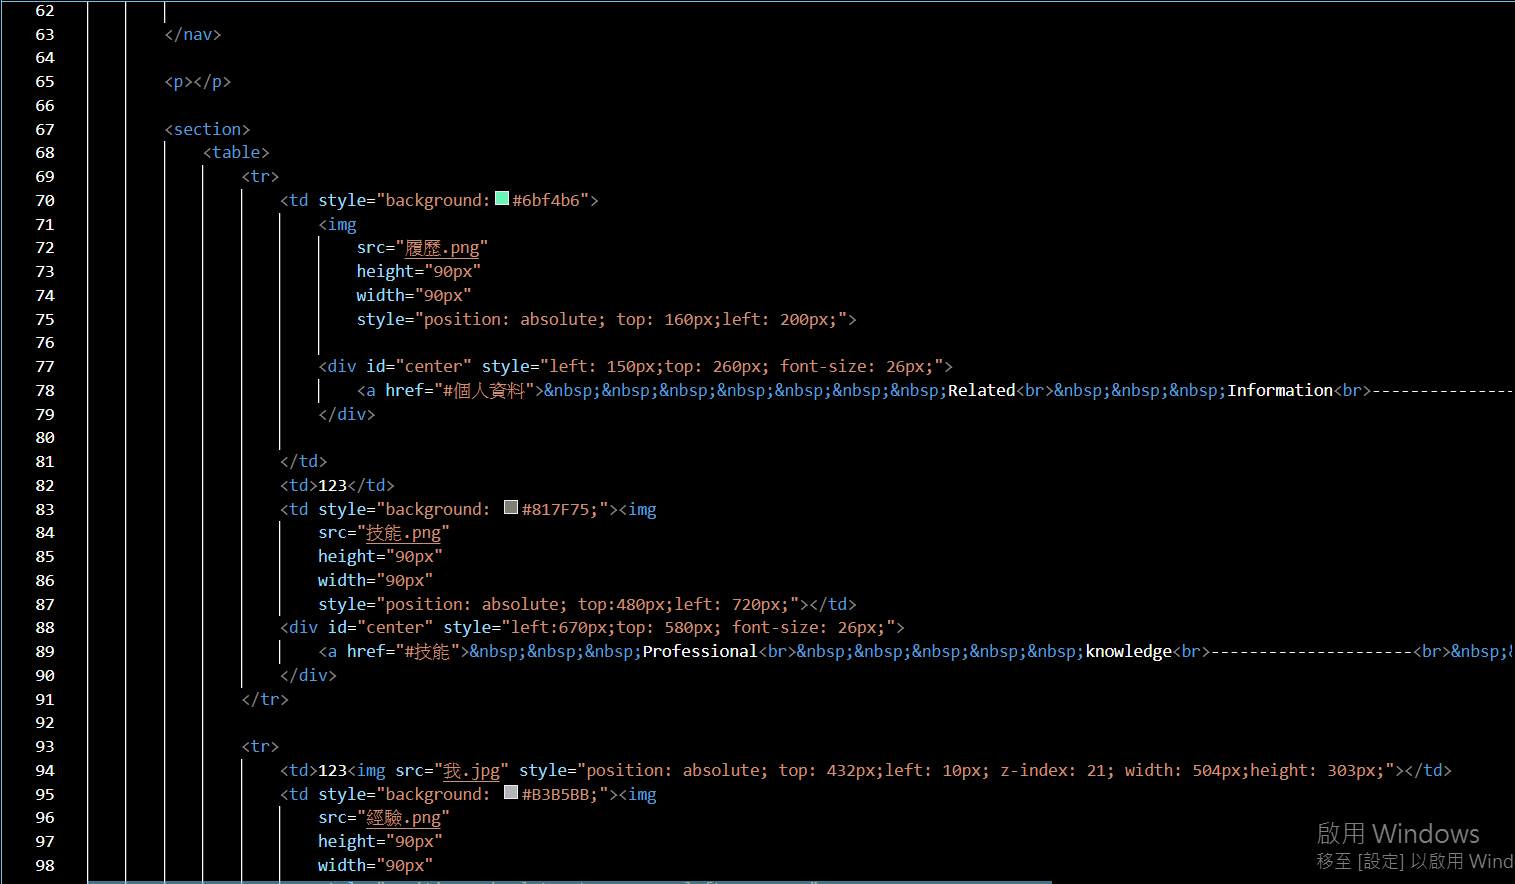 62
63 </nav>
64
65 <p></p>
66
67 <section>
68 <table>
69 <tr>
70 <td style="background:#6bf4b6">
71 <img
72 src="履歷.png"
73 height="90px"
74 width="90px"
75 style="position: absolute; top: 160px;left: 200px;">
76
77 <div id="center" style="left: 150px;top: 260px; font-size: 26px;">
78 <a href="#個人資料">&nbsp;&nbsp;&nbsp;&nbsp;&nbsp;&nbsp;&nbsp;Related<br>&nbsp;&nbsp;&nbsp;Information<br>---------------
79 </div>
80
81 </td>
82 <td>123</td>
83 <td style="background: #817F75;"><img
84 src="技能.png"
85 height="90px"
86 width="90px"
87 style="position: absolute; top:480px;left: 720px;"></td>
88 <div id="center" style="left:670px;top: 580px; font-size: 26px;">
89 <a href="#技能">&nbsp;&nbsp;&nbsp;Professional<br>&nbsp;&nbsp;&nbsp;&nbsp;&nbsp;knowledge<br>---------------------<br>&nbsp;&
90 </div>
91 </tr>
92
93 <tr>
94 <td>123<img src="我.jpg" style="position: absolute; top: 432px;left: 10px; z-index: 21; width: 504px;height: 303px;"></td>
95 <td style="background: #B3B5BB;"><img
96 src="經驗.png"
97 height="90px"
98 width="90px"
啟用 Windows
移至 [設定] 以啟用 Wind